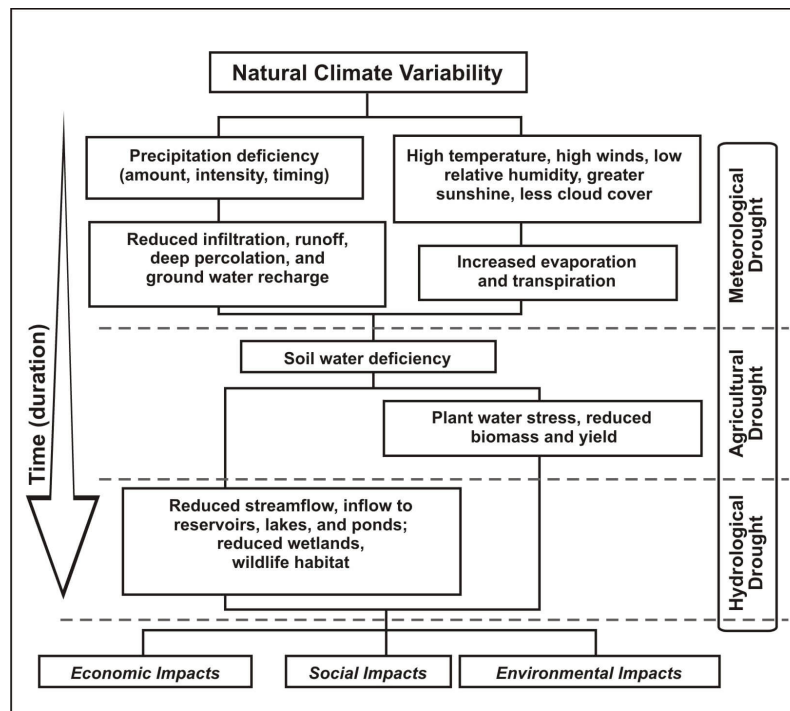 Natural Climate Variability
Precipitation deficiency
(amount, intensity, timing)
High temperature, high winds, low
relative humidity, greater
sunshine, less cloud cover
Reduced infiltration, runoff,
deep percolation, and
ground water recharge
Increased evaporation
and transpiration
Meteorological
Drought
Time (duration)
Soil water deficiency
Plant water stress, reduced
biomass and yield
Agricultural
Drought
Reduced streamflow, inflow to
reservoirs, lakes, and ponds;
reduced wetlands,
wildlife habitat
Hydrological
Drought
Economic Impacts
Social Impacts
Environmental Impacts